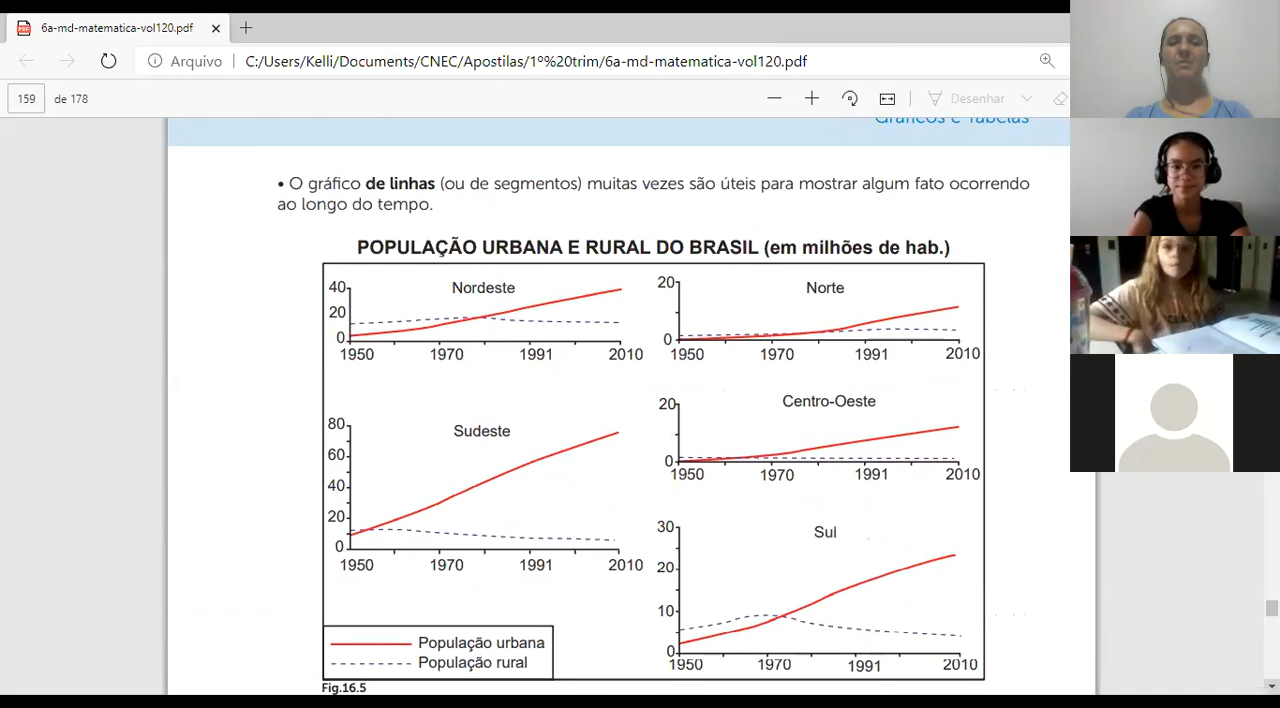 6a-md-matematica-vol120.pdf
Arquivo C:/Users/Kelli/Documents/CNEC/Apostilas/1º%20trim/6a-md-matematica-vol120.pdf
159 de 178 Desenhar
Gráficos e Tabelas
• O gráfico de linhas (ou de segmentos) muitas vezes são úteis para mostrar algum fato ocorrendo
ao longo do tempo.
POPULAÇÃO URBANA E RURAL DO BRASIL (em milhões de hab.)
Nordeste
40
20
0
1950 1970 1991 2010
Norte
20
0
1950 1970 1991 2010
Sudeste
80
60
40
20
0
1950 1970 1991 2010
Centro-Oeste
20
0
1950 1970 1991 2010
Sul
30
20
10
0
1950 1970 1991 2010
População urbana
População rural
Fig.16.5